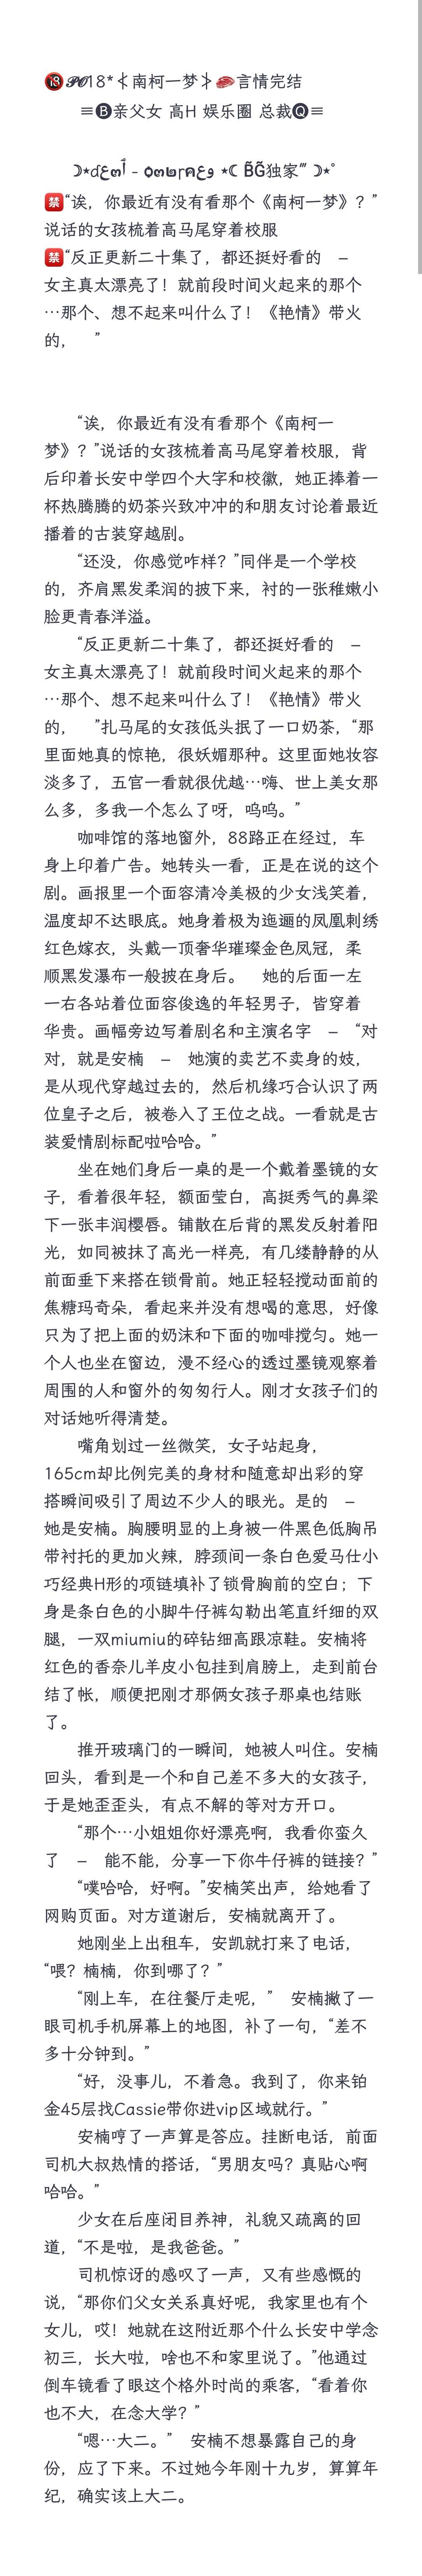 🔞𝓟𝓞18*⊰南柯一梦⊱🥩言情完结
≡🅑亲父女 高H 娱乐圈 总裁🅠≡
独家
🈲“诶，你最近有没有看那个《南柯一梦》？”
说话的女孩梳着高马尾穿着校服
🈲“反正更新二十集了，都还挺好看的 –
女主真太漂亮了！就前段时间火起来的那个
…那个、想不起来叫什么了！《艳情》带火
的， ”
“诶，你最近有没有看那个《南柯一
梦》？”说话的女孩梳着高马尾穿着校服，背
后印着长安中学四个大字和校徽，她正捧着一
杯热腾腾的奶茶兴致冲冲的和朋友讨论着最近
播着的古装穿越剧。
“还没，你感觉咋样？”同伴是一个学校
的，齐肩黑发柔润的披下来，衬的一张稚嫩小
脸更青春洋溢。
“反正更新二十集了，都还挺好看的 –
女主真太漂亮了！就前段时间火起来的那个
…那个、想不起来叫什么了！《艳情》带火
的， ”扎马尾的女孩低头抿了一口奶茶，“那
里面她真的惊艳，很妖媚那种。这里面她妆容
淡多了，五官一看就很优越…嗨、世上美女那
么多，多我一个怎么了呀，呜呜。”
咖啡馆的落地窗外，88路正在经过，车
身上印着广告。她转头一看，正是在说的这个
剧。画报里一个面容清冷美极的少女浅笑着，
温度却不达眼底。她身着极为迤逦的凤凰刺绣
红色嫁衣，头戴一顶奢华璀璨金色凤冠，柔
顺黑发瀑布一般披在身后。 她的后面一左
一右各站着位面容俊逸的年轻男子，皆穿着
华贵。画幅旁边写着剧名和主演名字 – “对
对，就是安楠 – 她演的卖艺不卖身的妓，
是从现代穿越过去的，然后机缘巧合认识了两
位皇子之后，被卷入了王位之战。一看就是古
装爱情剧标配啦哈哈。”
坐在她们身后一桌的是一个戴着墨镜的女
子，看着很年轻，额面莹白，高挺秀气的鼻梁
下一张丰润樱唇。铺散在后背的黑发反射着阳
光，如同被抹了高光一样亮，有几缕静静的从
前面垂下来搭在锁骨前。她正轻轻搅动面前的
焦糖玛奇朵，看起来并没有想喝的意思，好像
只为了把上面的奶沫和下面的咖啡搅匀。她一
个人也坐在窗边，漫不经心的透过墨镜观察着
周围的人和窗外的匆匆行人。刚才女孩子们的
对话她听得清楚。
嘴角划过一丝微笑，女子站起身，
165cm却比例完美的身材和随意却出彩的穿
搭瞬间吸引了周边不少人的眼光。是的 –
她是安楠。胸腰明显的上身被一件黑色低胸吊
带衬托的更加火辣，脖颈间一条白色爱马仕小
巧经典H形的项链填补了锁骨胸前的空白；下
身是条白色的小脚牛仔裤勾勒出笔直纤细的双
腿，一双miumiu的碎钻细高跟凉鞋。安楠将
红色的香奈儿羊皮小包挂到肩膀上，走到前台
结了帐，顺便把刚才那俩女孩子那桌也结账
了。
推开玻璃门的一瞬间，她被人叫住。安楠
回头，看到是一个和自己差不多大的女孩子，
于是她歪歪头，有点不解的等对方开口。
“那个…小姐姐你好漂亮啊，我看你蛮久
了 – 能不能，分享一下你牛仔裤的链接？”
“噗哈哈，好啊。”安楠笑出声，给她看了
网购页面。对方道谢后，安楠就离开了。
她刚坐上出租车，安凯就打来了电话，
“喂？楠楠，你到哪了？”
“刚上车，在往餐厅走呢，” 安楠撇了一
眼司机手机屏幕上的地图，补了一句，“差不
多十分钟到。”
“好，没事儿，不着急。我到了，你来铂
金45层找Cassie带你进vip区域就行。”
安楠哼了一声算是答应。挂断电话，前面
司机大叔热情的搭话，“男朋友吗？真贴心啊
哈哈。”
少女在后座闭目养神，礼貌又疏离的回
道，“不是啦，是我爸爸。”
司机惊讶的感叹了一声，又有些感慨的
说，“那你们父女关系真好呢，我家里也有个
女儿，哎！她就在这附近那个什么长安中学念
初三，长大啦，啥也不和家里说了。”他通过
倒车镜看了眼这个格外时尚的乘客，“看着你
也不大，在念大学？”
“嗯…大二。” 安楠不想暴露自己的身
份，应了下来。不过她今年刚十九岁，算算年
纪，确实该上大二。